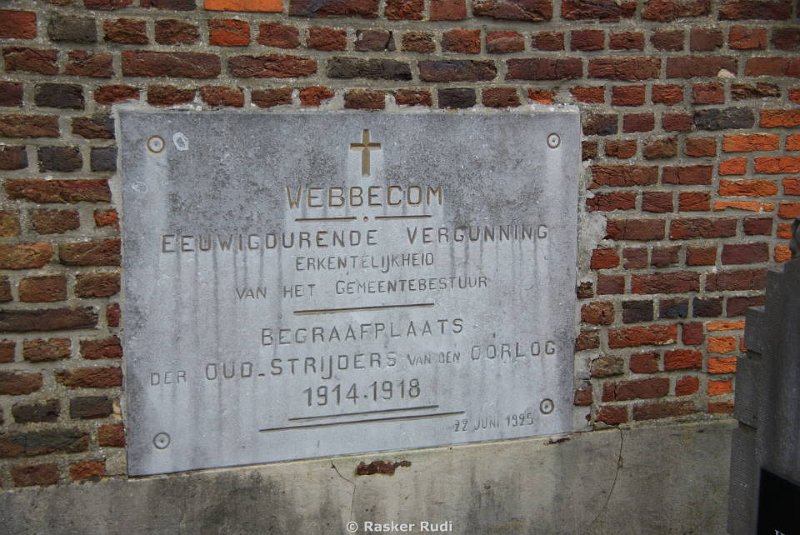 WEBBECOM
EEUWIGDURENDE VERGUNNING
ERKENTELIJKHEID
VAN HET GEMEENTEBESTUUR
BEGRAAFPLAATS
DER OUD-STRIJDERS VAN DEN OORLOG
1914-1918
22 JUNI 1925
© Rasker Rudi